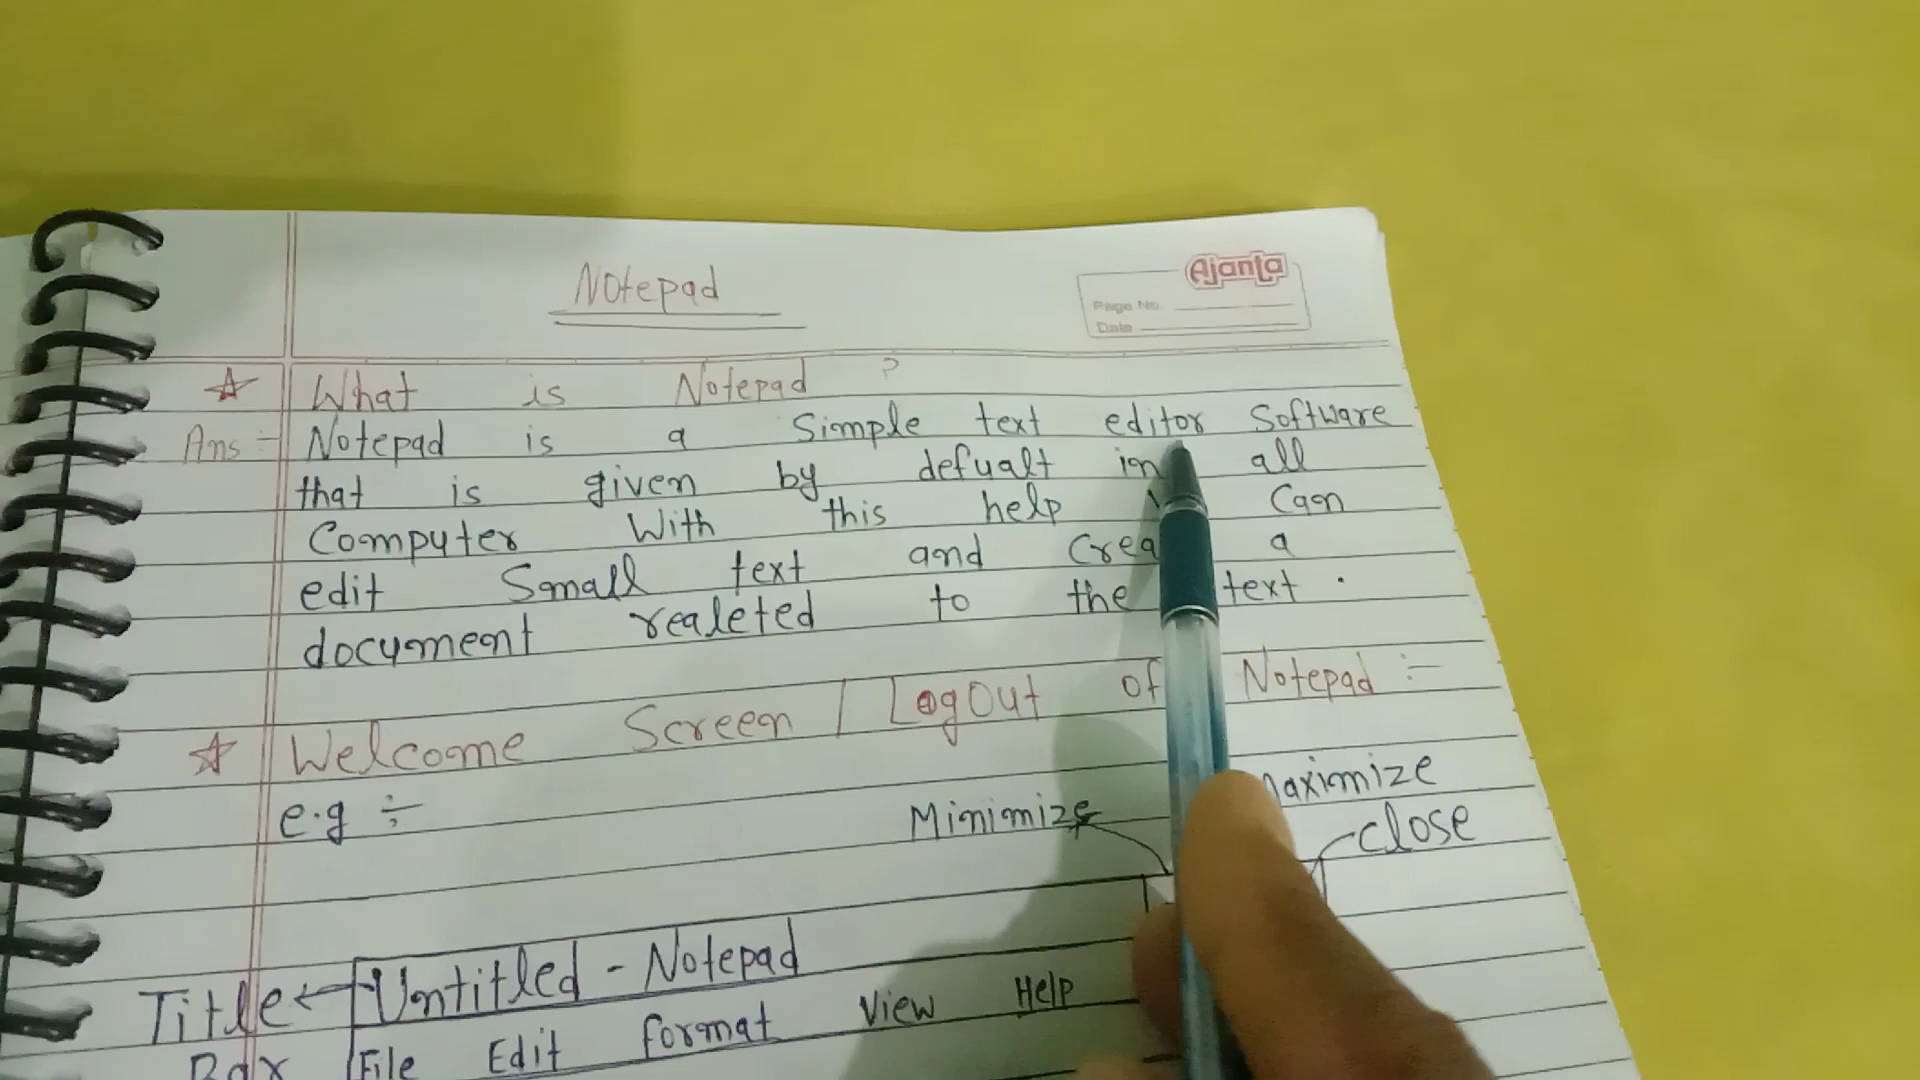 Notepad
Ajanta
Page No.
Date
What is Notepad ?
Ans :- Notepad is a Simple text editor Software
that is given by defualt in all
Computer With this help Can
edit Small text and Crea a
document realeted to the text .
Welcome Screen / LogOut of Notepad :-
e.g ÷
Minimize Maximize
Close
Title ← Untitled - Notepad
Bar File Edit Format View Help